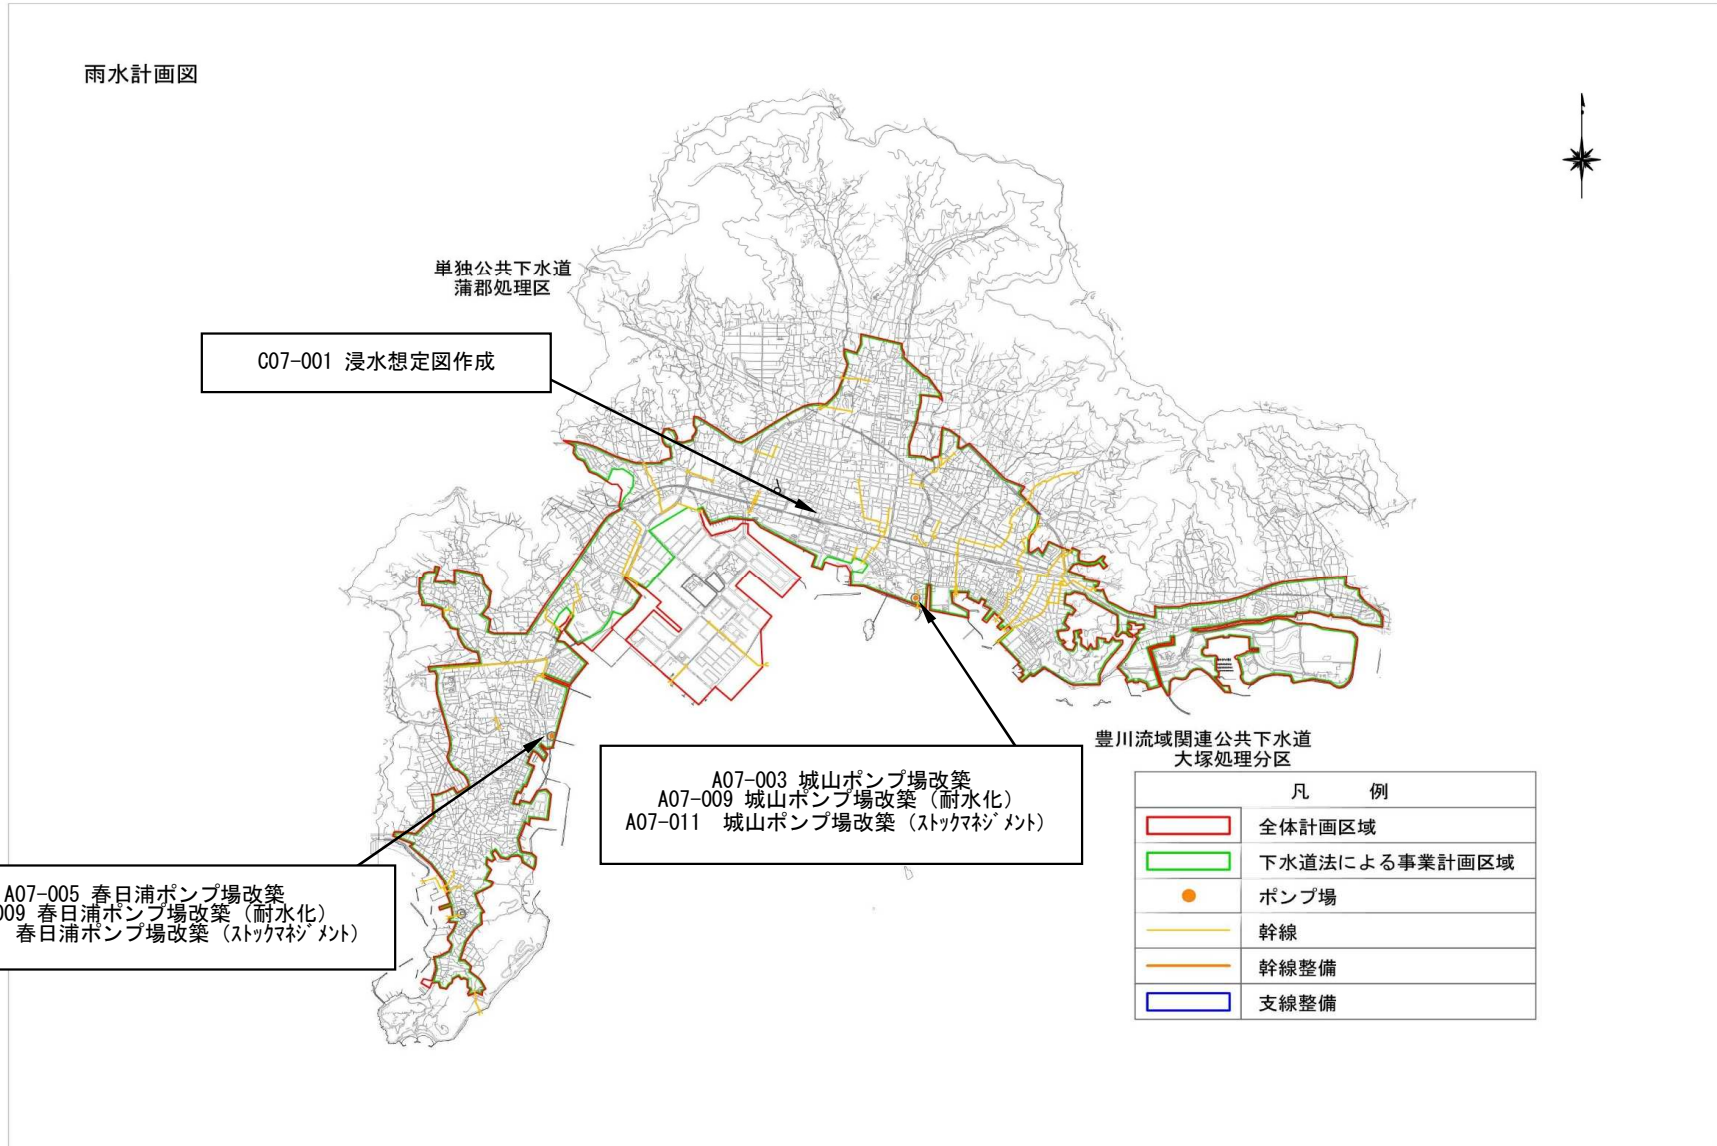 雨水計画図
単独公共下水道
蒲郡処理区
C07-001 浸水想定図作成
A07-003 城山ポンプ場改築
A07-009 城山ポンプ場改築（耐水化）
A07-011 城山ポンプ場改築（ｽﾄｯｸﾏﾈｼﾞﾒﾝﾄ）
A07-005 春日浦ポンプ場改築
009 春日浦ポンプ場改築（耐水化）
春日浦ポンプ場改築（ｽﾄｯｸﾏﾈｼﾞﾒﾝﾄ）
豊川流域関連公共下水道
大塚処理分区
凡 例
全体計画区域
下水道法による事業計画区域
ポンプ場
幹線
幹線整備
支線整備